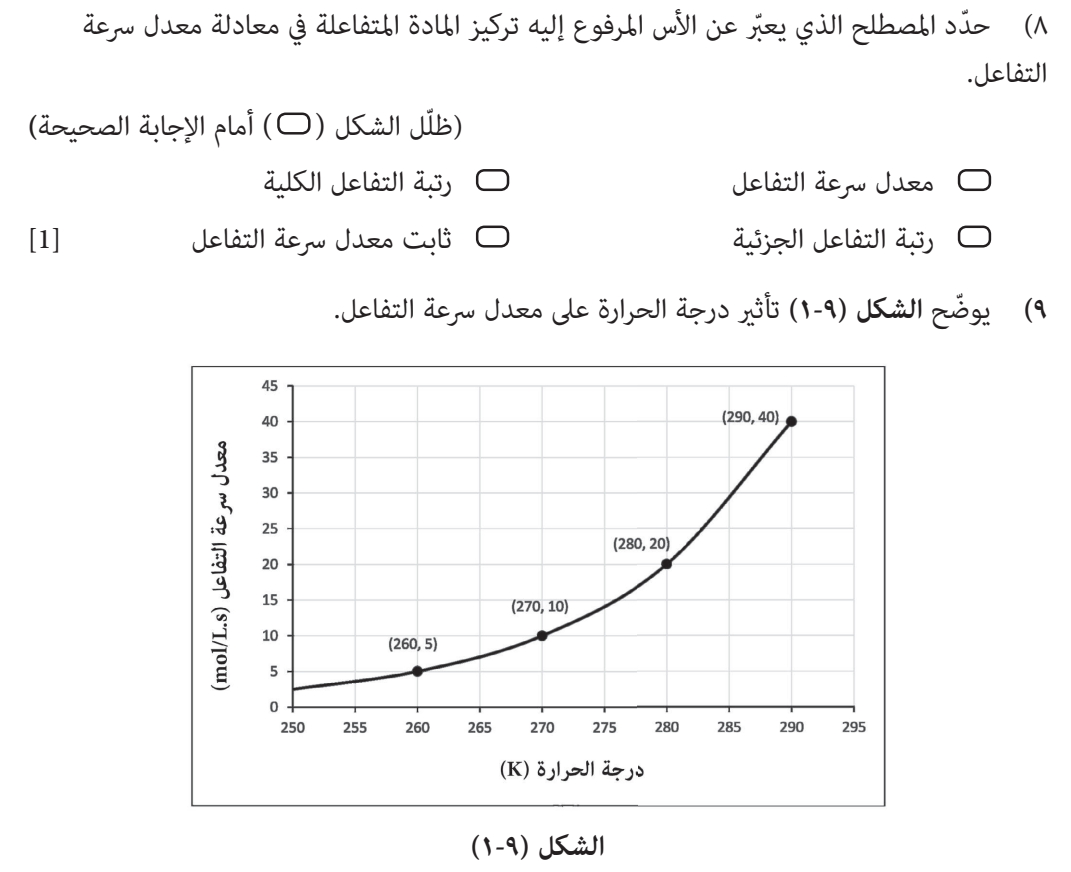 ٨) حدّد المصطلح الذي يعبّر عن الأس المرفوع إليه تركيز المادة المتفاعلة في معادلة معدل سرعة
التفاعل.
(ظلّل الشكل ( ) أمام الإجابة الصحيحة)
معدل سرعة التفاعل رتبة التفاعل الكلية
رتبة التفاعل الجزئية ثابت معدل سرعة التفاعل [1]
٩) يوضّح الشكل (٩-١) تأثير درجة الحرارة على معدل سرعة التفاعل.
معدل سرعة التفاعل (mol/L.s)
45
40
35
30
25
20
15
10
5
0
(290, 40)
(280, 20)
(270, 10)
(260, 5)
250 255 260 265 270 275 280 285 290 295
درجة الحرارة (K)
الشكل (٩-١)